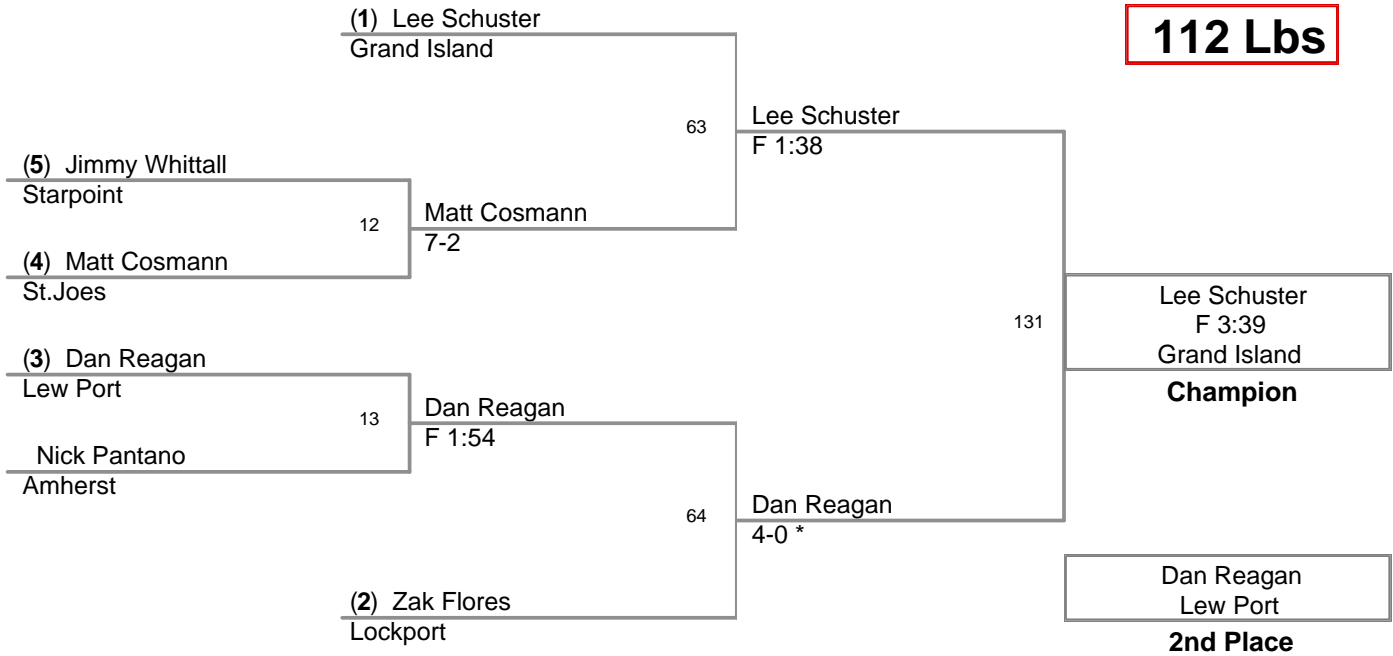 (1) Lee Schuster
Grand Island
112 Lbs
63
Lee Schuster
F 1:38
(5) Jimmy Whittall
Starpoint
12
Matt Cosmann
7-2
(4) Matt Cosmann
St.Joes
131
Lee Schuster
F 3:39
Grand Island
Champion
(3) Dan Reagan
Lew Port
13
Dan Reagan
F 1:54
Nick Pantano
Amherst
64
Dan Reagan
4-0 *
(2) Zak Flores
Lockport
Dan Reagan
Lew Port
2nd Place